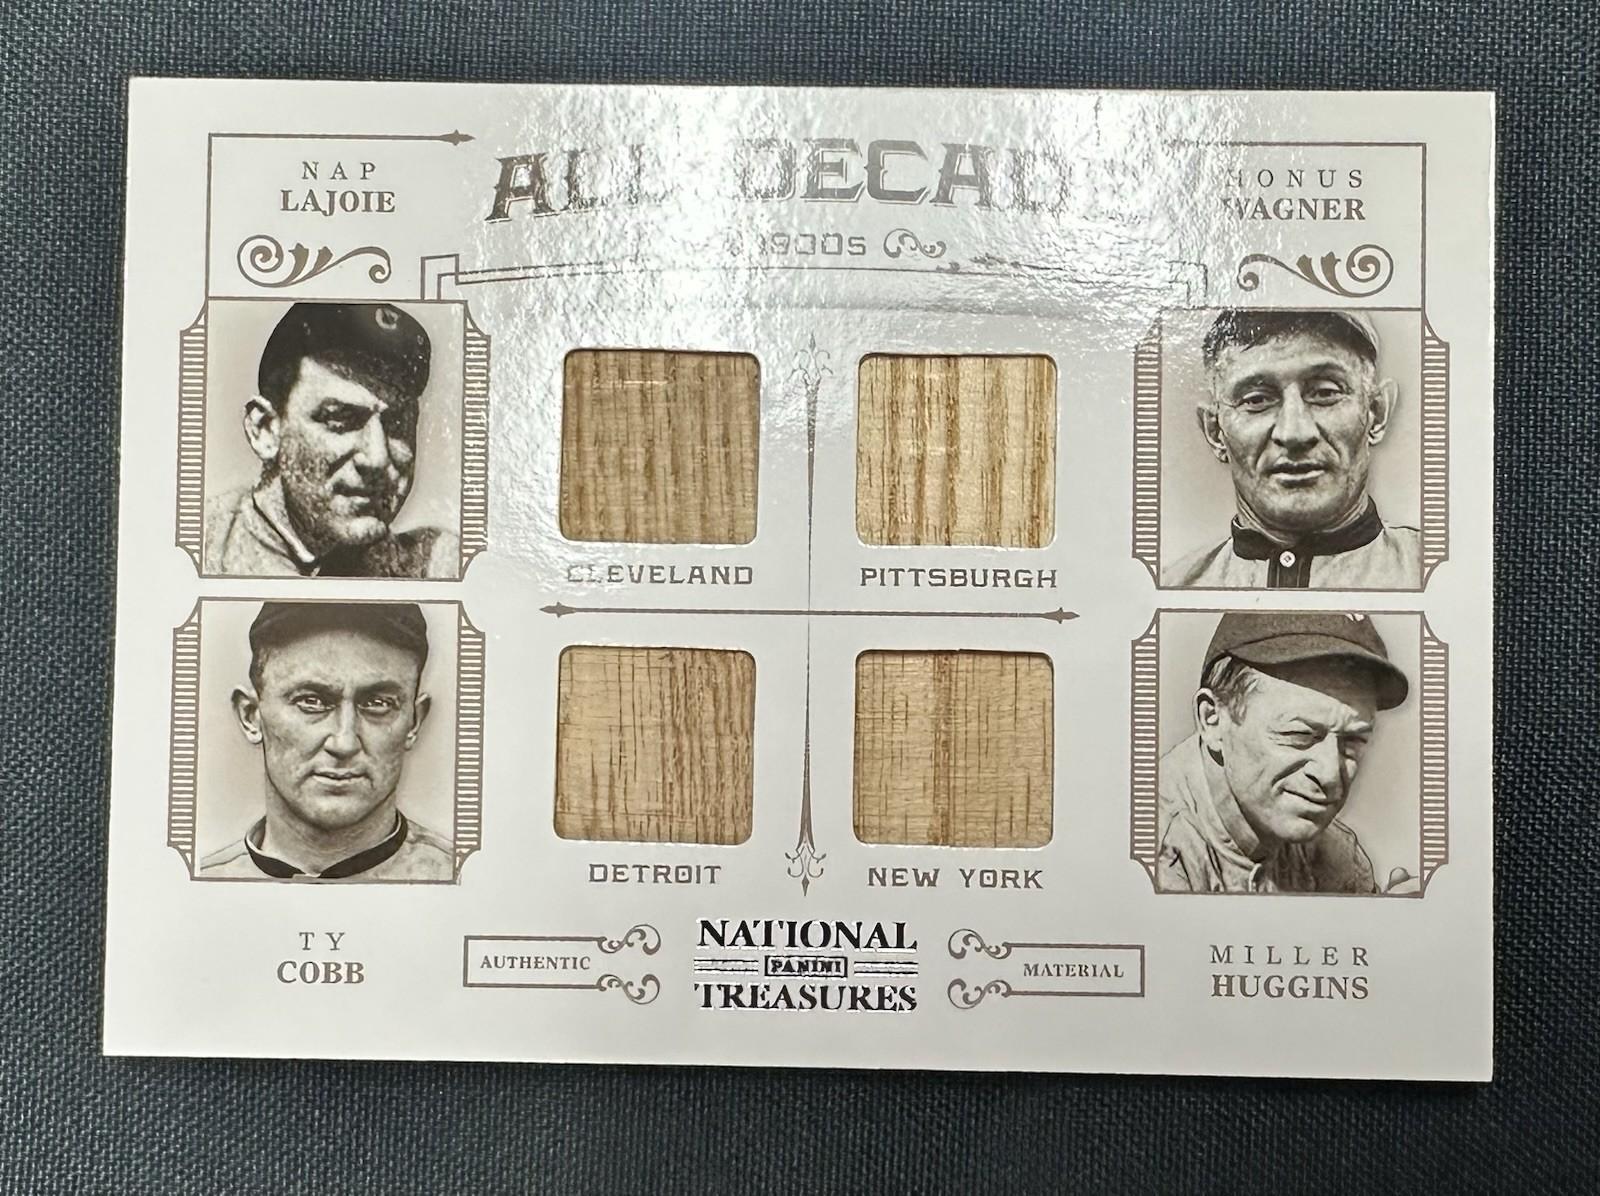 NAP
LAJOIE
ALL DECADE
1900s
HONUS
WAGNER
CLEVELAND
PITTSBURGH
DETROIT
NEW YORK
TY
COBB
AUTHENTIC
NATIONAL
PANINI
TREASURES
MATERIAL
MILLER
HUGGINS